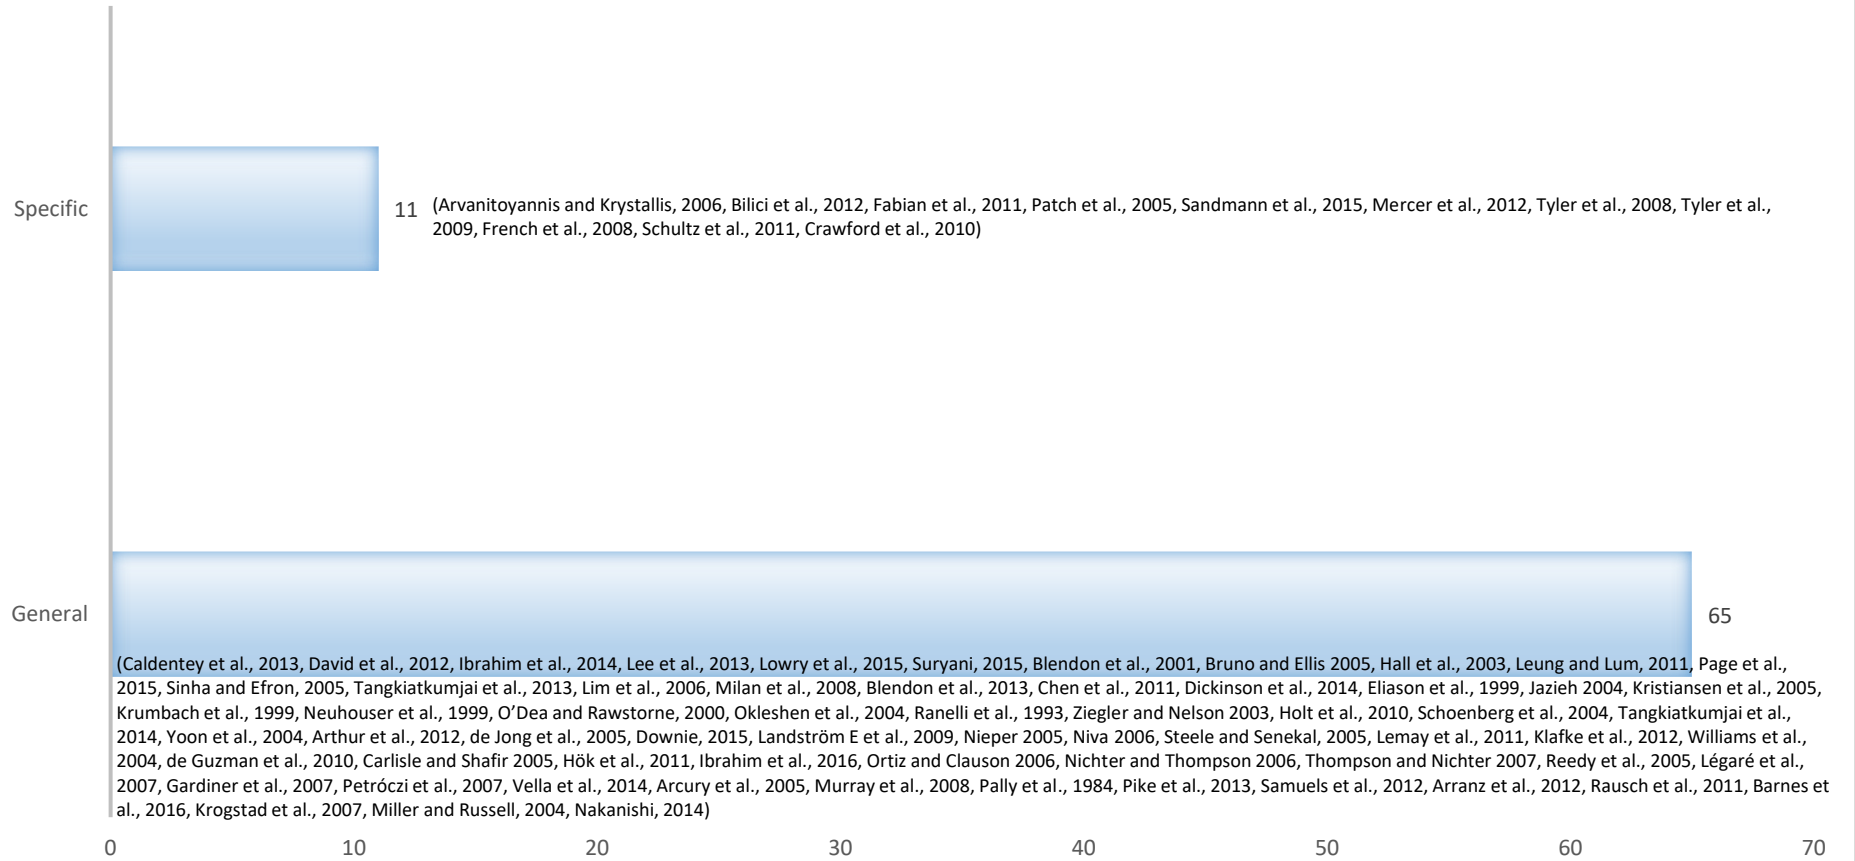 Specific
11
(Arvanitoyannis and Krystallis, 2006, Bilici et al., 2012, Fabian et al., 2011, Patch et al., 2005, Sandmann et al., 2015, Mercer et al., 2012, Tyler et al., 2008, Tyler et al.,
2009, French et al., 2008, Schultz et al., 2011, Crawford et al., 2010)
General
65
(Caldentey et al., 2013, David et al., 2012, Ibrahim et al., 2014, Lee et al., 2013, Lowry et al., 2015, Suryani, 2015, Blendon et al., 2001, Bruno and Ellis 2005, Hall et al., 2003, Leung and Lum, 2011, Page et al.,
2015, Sinha and Efron, 2005, Tangkiatkumjai et al., 2013, Lim et al., 2006, Milan et al., 2008, Blendon et al., 2013, Chen et al., 2011, Dickinson et al., 2014, Eliason et al., 1999, Jazieh 2004, Kristiansen et al., 2005,
Krumbach et al., 1999, Neuhouser et al., 1999, O’Dea and Rawstorne, 2000, Okleshen et al., 2004, Ranelli et al., 1993, Ziegler and Nelson 2003, Holt et al., 2010, Schoenberg et al., 2004, Tangkiatkumjai et al.,
2014, Yoon et al., 2004, Arthur et al., 2012, de Jong et al., 2005, Downie, 2015, Landström E et al., 2009, Nieper 2005, Niva 2006, Steele and Senekal, 2005, Lemay et al., 2011, Klafke et al., 2012, Williams et al.,
2004, de Guzman et al., 2010, Carlisle and Shafir 2005, Hök et al., 2011, Ibrahim et al., 2016, Ortiz and Clauson 2006, Nichter and Thompson 2006, Thompson and Nichter 2007, Reedy et al., 2005, Légaré et al.,
2007, Gardiner et al., 2007, Petróczi et al., 2007, Vella et al., 2014, Arcury et al., 2005, Murray et al., 2008, Pally et al., 1984, Pike et al., 2013, Samuels et al., 2012, Arranz et al., 2012, Rausch et al., 2011, Barnes et
al., 2016, Krogstad et al., 2007, Miller and Russell, 2004, Nakanishi, 2014)
0 10 20 30 40 50 60 70